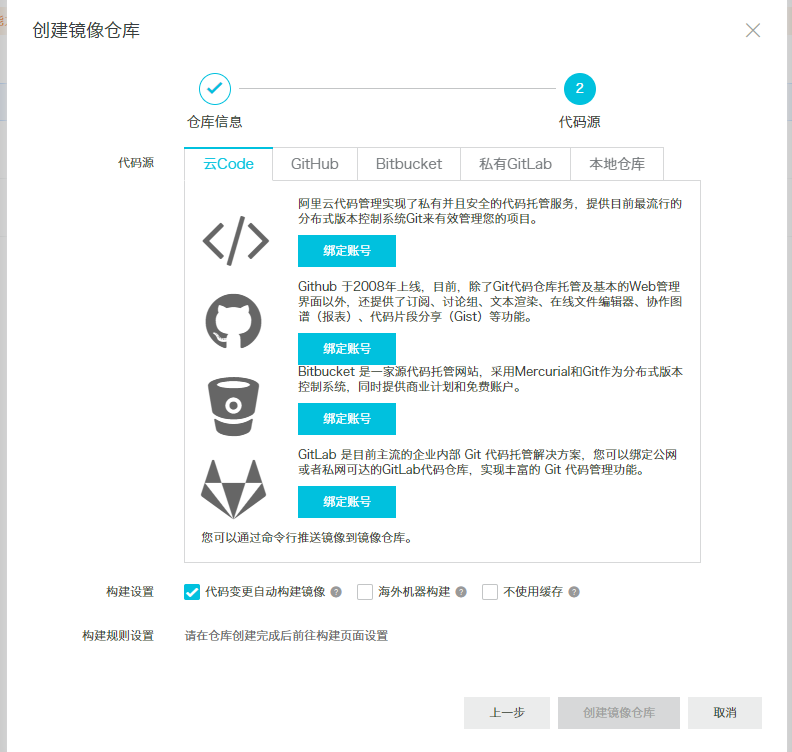 创建镜像仓库
2
仓库信息
代码源
代码源
云Code
GitHub
Bitbucket
私有GitLab
本地仓库
阿里云代码管理实现了私有并且安全的代码托管服务，提供目前最流行的
分布式版本控制系统Git来有效管理您的项目。
绑定账号
Github 于2008年上线，目前，除了Git代码仓库托管及基本的Web管理
界面以外，还提供了订阅、讨论组、文本渲染、在线文件编辑器、协作图
谱（报表）、代码片段分享（Gist）等功能。
绑定账号
Bitbucket 是一家源代码托管网站，采用Mercurial和Git作为分布式版本
控制系统，同时提供商业计划和免费账户。
绑定账号
GitLab 是目前主流的企业内部 Git 代码托管解决方案，您可以绑定公网
或者私网可达的GitLab代码仓库，实现丰富的 Git 代码管理功能。
绑定账号
您可以通过命令行推送镜像到镜像仓库。
构建设置
代码变更自动构建镜像
海外机器构建
不使用缓存
构建规则设置
请在仓库创建完成后前往构建页面设置
上一步
创建镜像仓库
取消